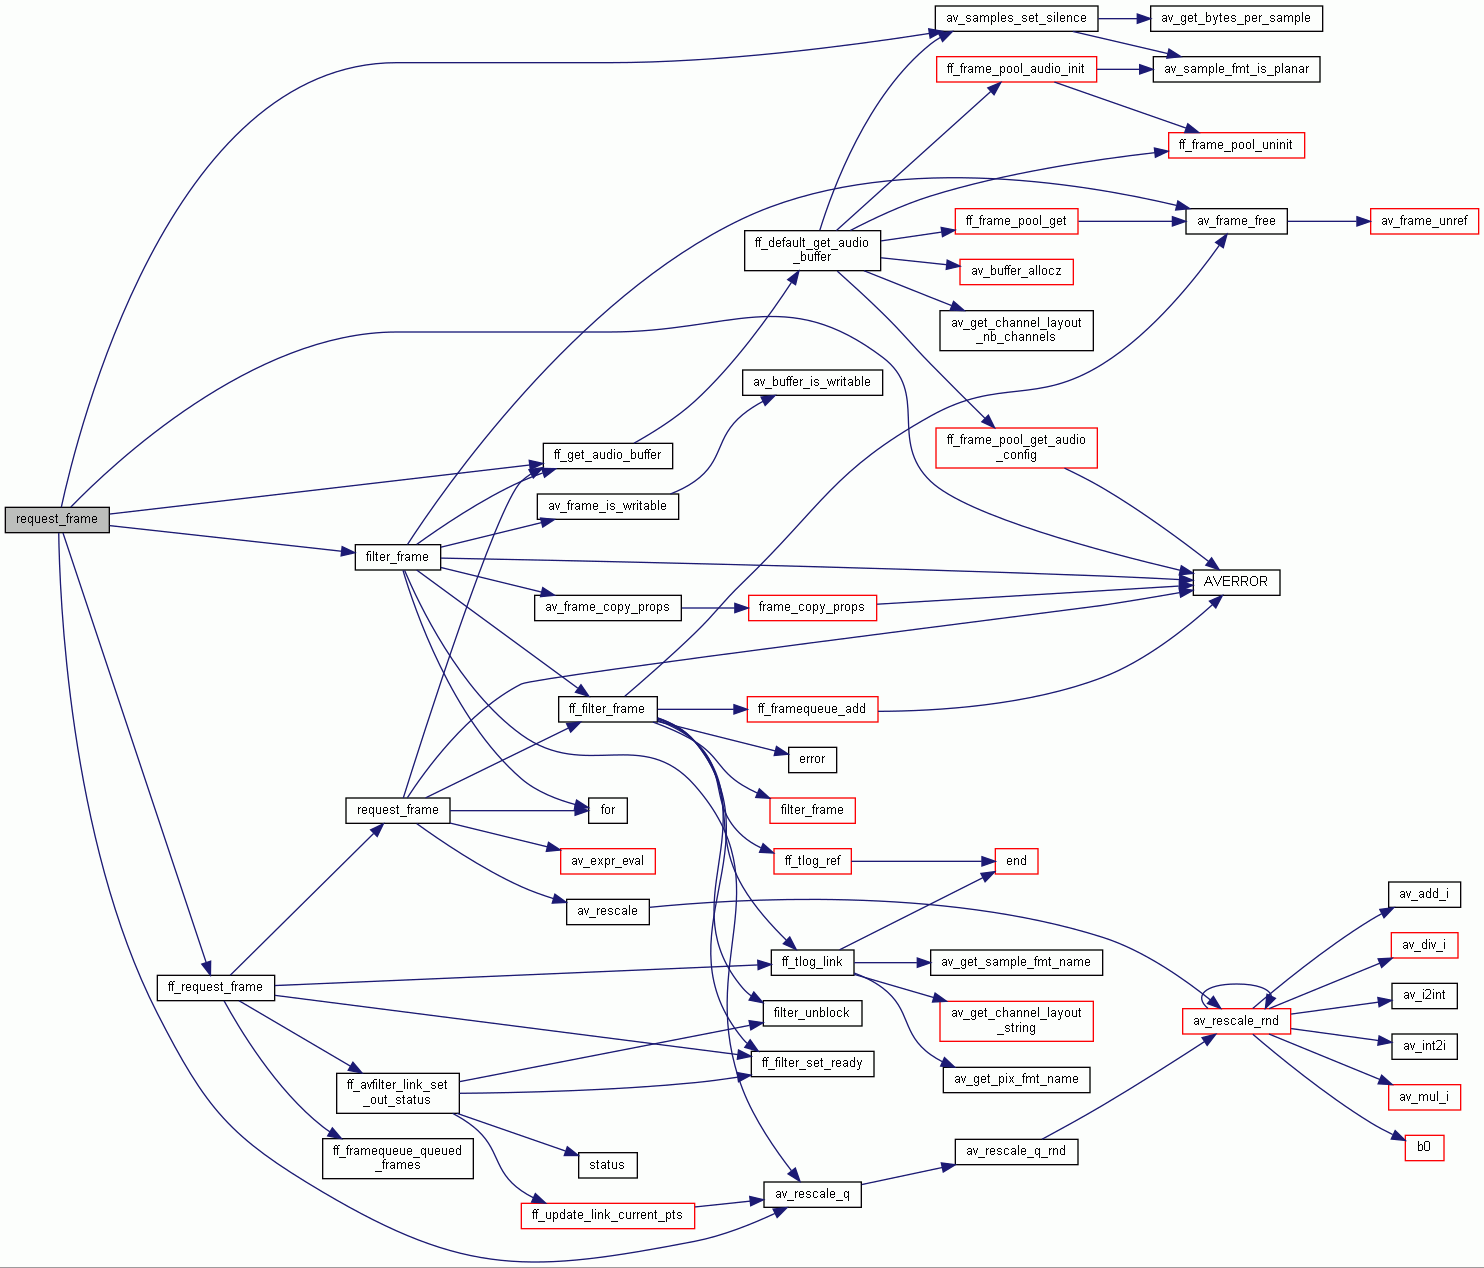 av_samples_set_silence
av_get_bytes_per_sample
ff_frame_pool_audio_init
av_sample_fmt_is_planar
ff_frame_pool_uninit
ff_frame_pool_get
av_frame_free
av_frame_unref
ff_default_get_audio
_buffer
av_buffer_allocz
av_get_channel_layout
_nb_channels
av_buffer_is_writable
ff_frame_pool_get_audio
_config
ff_get_audio_buffer
av_frame_is_writable
request_frame
filter_frame
AVERROR
av_frame_copy_props
frame_copy_props
ff_filter_frame
ff_framequeue_add
error
request_frame
for
filter_frame
av_expr_eval
ff_tlog_ref
end
av_rescale
av_add_i
ff_tlog_link
av_get_sample_fmt_name
av_div_i
ff_request_frame
av_i2int
filter_unblock
av_get_channel_layout
_string
av_rescale_rnd
av_int2i
ff_filter_set_ready
av_get_pix_fmt_name
ff_avfilter_link_set
_out_status
av_mul_i
ff_framequeue_queued
_frames
status
av_rescale_q_rnd
b0
av_rescale_q
ff_update_link_current_pts